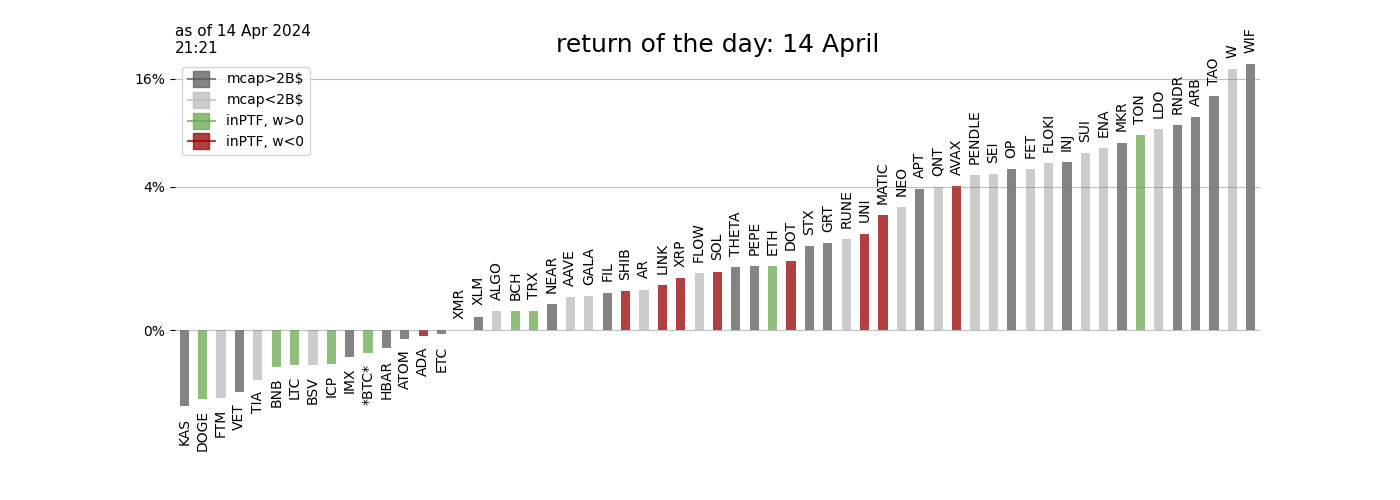 as of 14 Apr 2024
21:21
return of the day: 14 April
mcap>2B$
mcap<2B$
inPTF, w>0
inPTF, w<0
16%
4%
0%
KAS
DOGE
FTM
VET
TIA
BNB
LTC
BSV
ICP
IMX
*BTC*
HBAR
ATOM
ADA
ETC
XMR
XLM
ALGO
BCH
TRX
NEAR
AAVE
GALA
FIL
SHIB
AR
LINK
XRP
FLOW
SOL
THETA
PEPE
ETH
DOT
STX
GRT
RUNE
UNI
MATIC
NEO
APT
QNT
AVAX
PENDLE
SEI
OP
FET
FLOKI
INJ
SUI
ENA
MKR
TON
LDO
RNDR
ARB
TAO
W
WIF